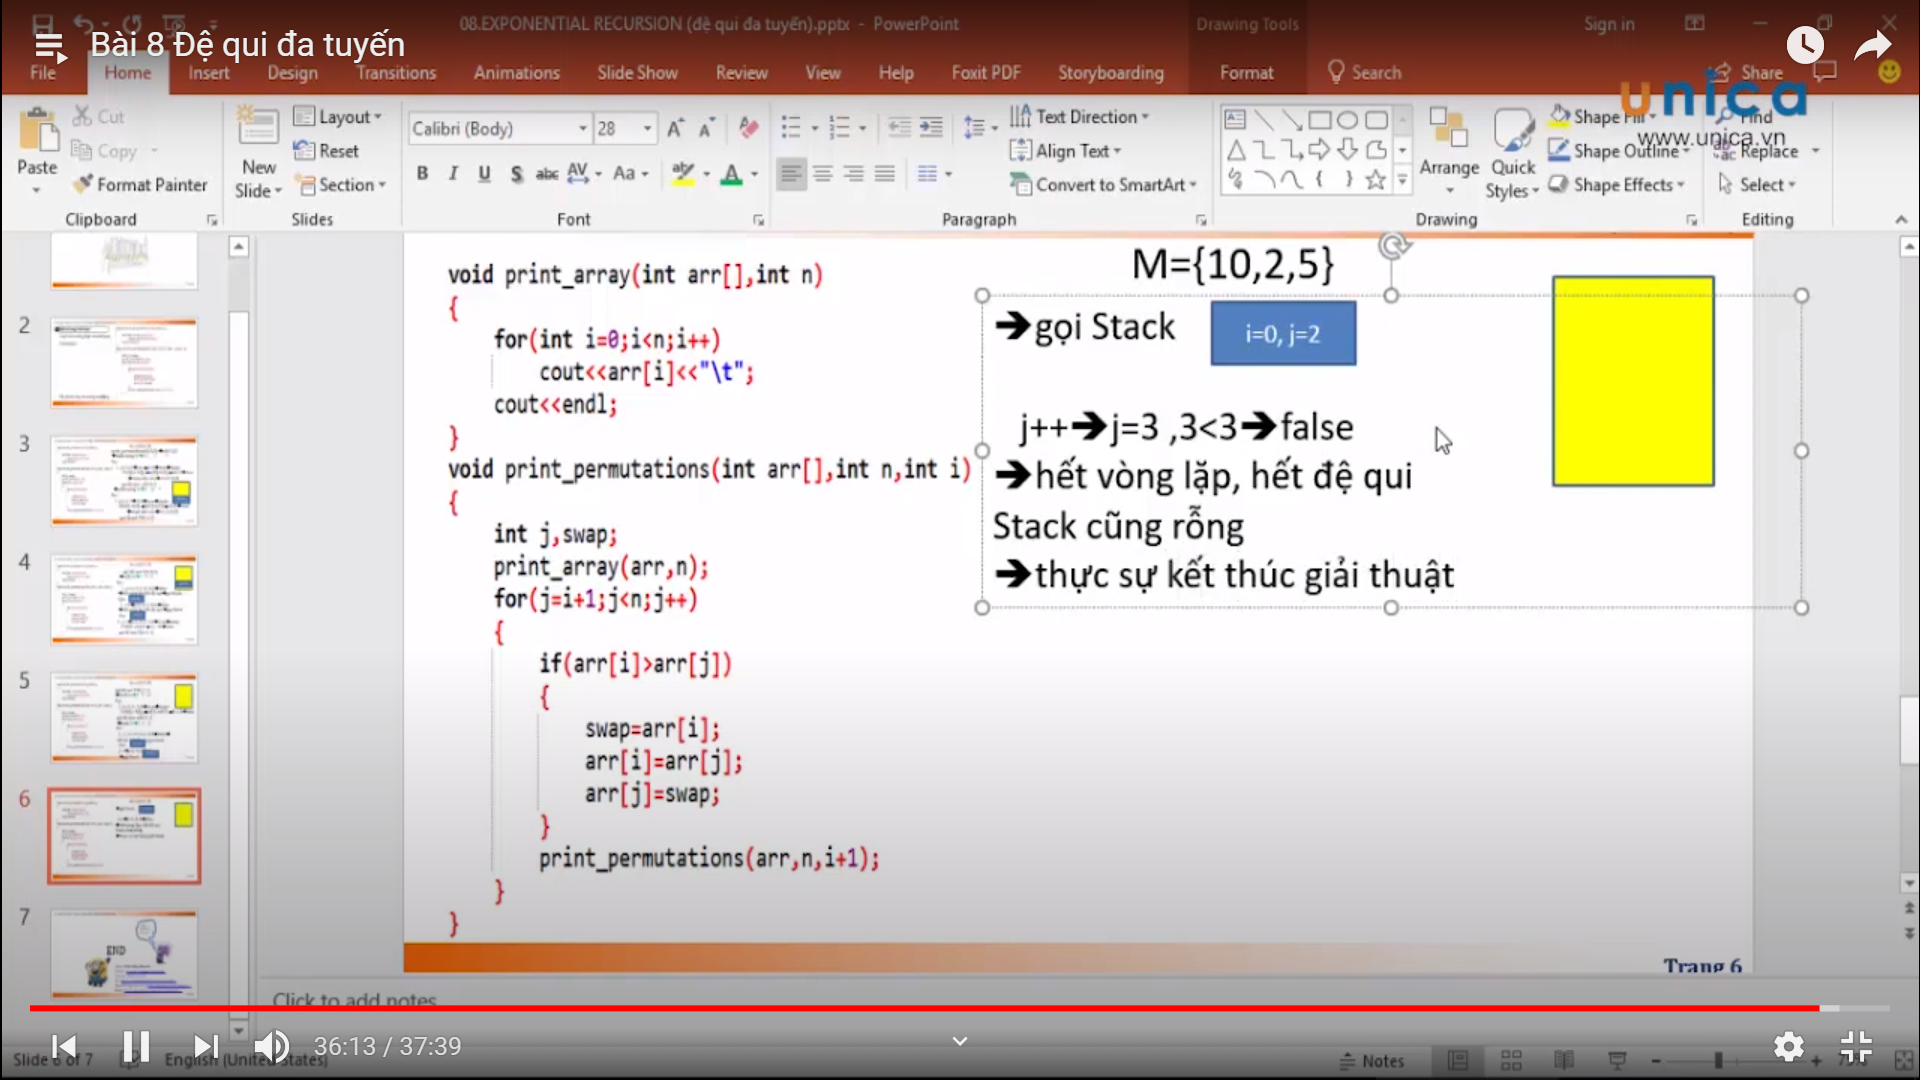 08.EXPONENTIAL RECURSION (đệ qui đa tuyến).pptx - PowerPoint
Drawing Tools
Sign in
Bài 8 Đệ qui đa tuyến
File Home Insert Design Transitions Animations Slide Show Review View Help Foxit PDF Storyboarding Format Search Share
unica
www.unica.vn
Paste
Cut
Copy
Format Painter
Clipboard
New Slide
Layout
Reset
Section
Slides
Calibri (Body) 28
B I U S abc AV Aa
Font
Text Direction
Align Text
Convert to SmartArt
Paragraph
Arrange
Quick Styles
Shape Fill
Shape Outline
Shape Effects
Drawing
Find
Replace
Select
Editing
2
3
4
5
6
7
END
void print_array(int arr[],int n)
{
for(int i=0;i<n;i++)
cout<<arr[i]<<"\t";
cout<<endl;
}
void print_permutations(int arr[],int n,int i)
{
int j,swap;
print_array(arr,n);
for(j=i+1;j<n;j++)
{
if(arr[i]>arr[j])
{
swap=arr[i];
arr[i]=arr[j];
arr[j]=swap;
}
print_permutations(arr,n,i+1);
}
}
M={10,2,5}
➔gọi Stack
i=0, j=2
j++➔j=3 ,3<3➔false
➔hết vòng lặp, hết đệ qui
Stack cũng rỗng
➔thực sự kết thúc giải thuật
Trang 6
Click to add notes
36:13 / 37:39
Slide 6 of 7
English (United States)
Notes